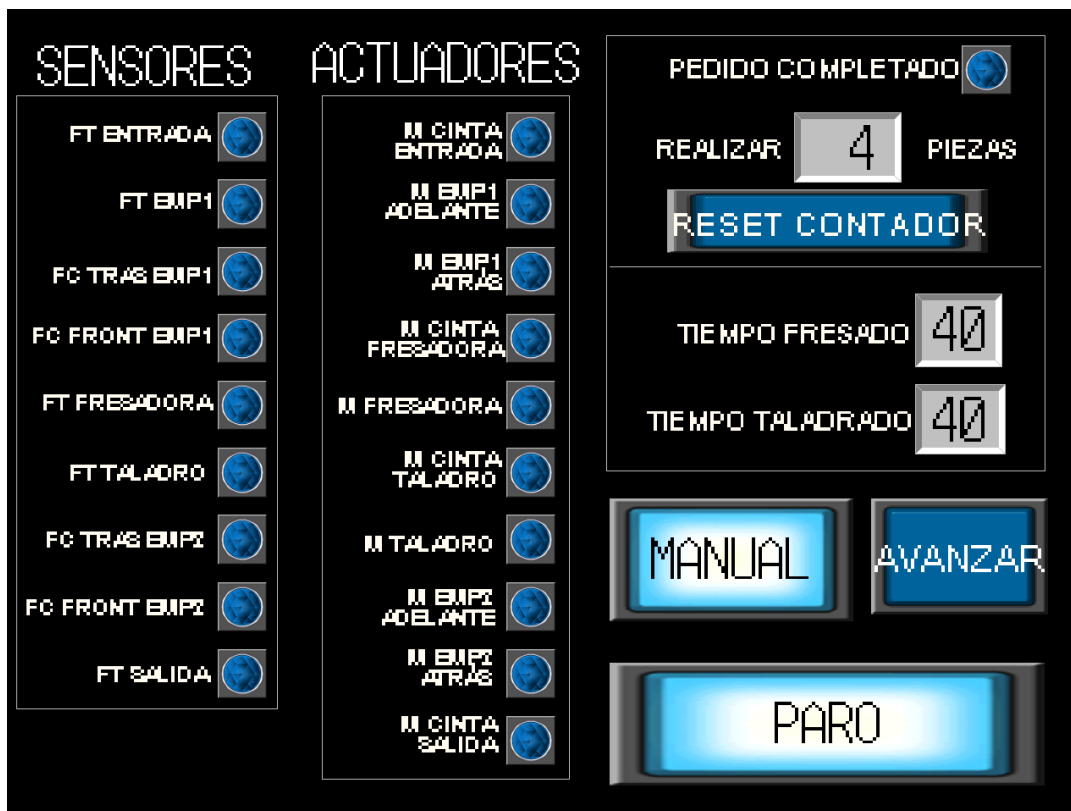 SENSORES
FT ENTRADA
FT EMP1
FC TRAS EMP1
FC FRONT EMP1
FT FRESADORA
FT TALADRO
FC TRAS EMP2
FC FRONT EMP2
FT SALIDA
ACTUADORES
M CINTA
ENTRADA
M EMP1
ADELANTE
M EMP1
ATRAS
M CINTA
FRESADORA
M FRESADORA
M CINTA
TALADRO
M TALADRO
M EMP2
ADELANTE
M EMP2
ATRAS
M CINTA
SALIDA
PEDIDO COMPLETADO
REALIZAR 4 PIEZAS
RESET CONTADOR
TIEMPO FRESADO 40
TIEMPO TALADRADO 40
MANUAL
AVANZAR
PARO